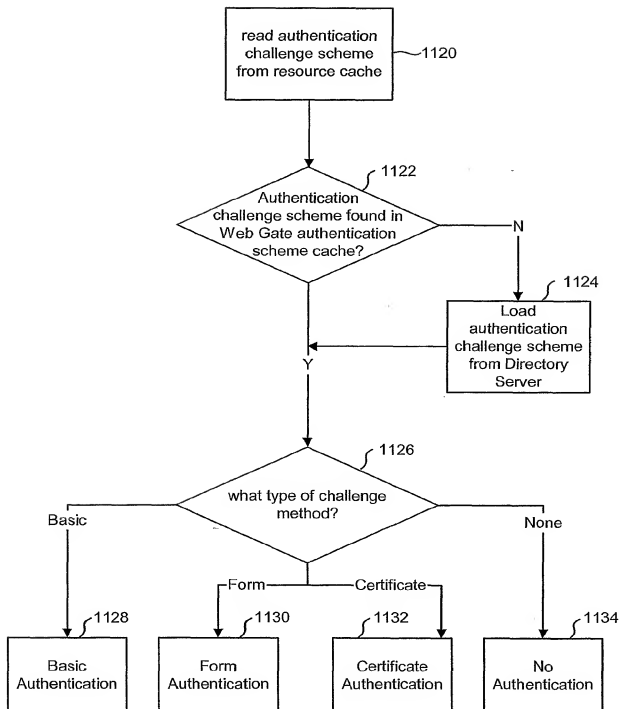 read authentication
challenge scheme
from resource cache
1120
1122
Authentication
challenge scheme found in
Web Gate authentication
scheme cache?
N
1124
Load
authentication
challenge scheme
from Directory
Server
Y
1126
what type of challenge
method?
Basic
None
Form
Certificate
1128
1130
1132
1134
Basic
Authentication
Form
Authentication
Certificate
Authentication
No
Authentication